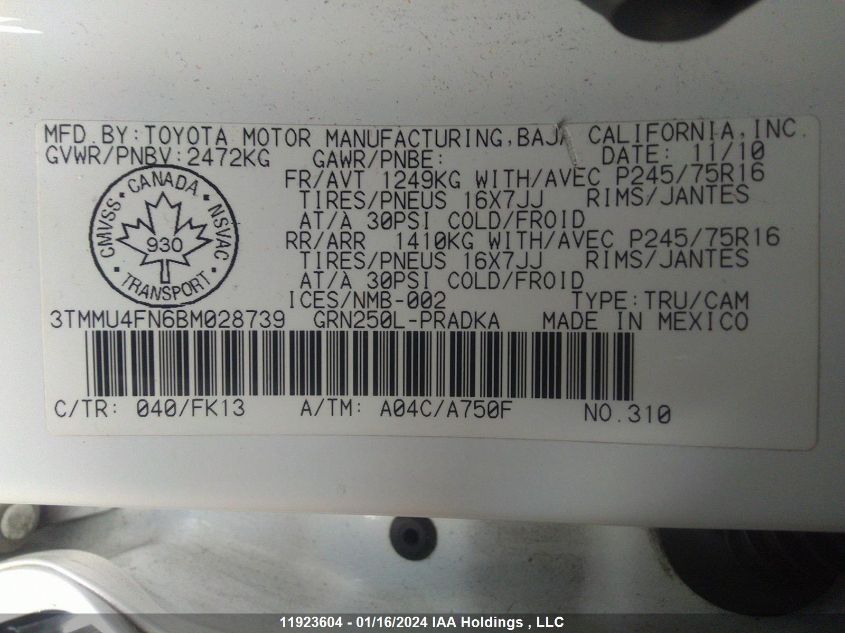 MFD.BY:TOYOTA MOTOR MANUFACTURING,BAJA CALIFORNIA,INC.
GVWR/PNBV:2472KG GAWR/PNBE: DATE: 11/10
FR/AVT 1249KG WITH/AVEC P245/75R16
TIRES/PNEUS 16X7JJ RIMS/JANTES
AT/À 30PSI COLD/FROID
RR/ARR 1410KG WITH/AVEC P245/75R16
TIRES/PNEUS 16X7JJ RIMS/JANTES
AT/À 30PSI COLD/FROID
ICES/NMB-002 TYPE:TRU/CAM
CMVSS · CANADA · NSVAC · TRANSPORT ·
930
3TMMU4FN6BM028739 GRN250L-PRADKA MADE IN MEXICO
C/TR: 040/FK13 A/TM: A04C/A750F NO.310
11923604 - 01/16/2024 IAA Holdings , LLC